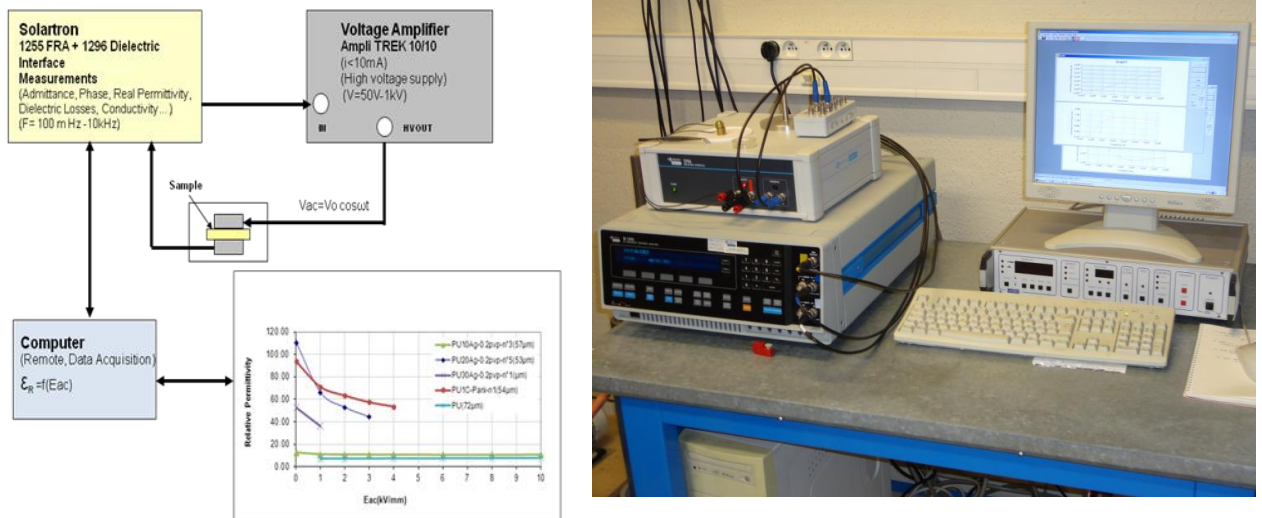 Solartron
1255 FRA + 1296 Dielectric
Interface
Measurements
(Admittance, Phase, Real Permittivity,
Dielectric Losses, Conductivity...)
(F= 100 mHz -10kHz)
Voltage Amplifier
Ampli TREK 10/10
(i<10mA)
(High voltage supply)
(V=50V-1kV)
IN
HVOUT
Sample
Vac=Vo cosωt
Computer
(Remote, Data Acquisition)
ƐR =f(Eac)
120.00
100.00
80.00
60.00
40.00
20.00
0.00
Relative Permittivity
PU10Ag-0 2pvp-n°3(57µm)
PU20Ag-0 2pvp-n°5(53µm)
PU30Ag-0 2pvp-n°1(µm)
PU1C-Park-n1(54µm)
PU(72µm)
0 1 2 3 4 5 6 7 8 9 10
Eac(kV/mm)